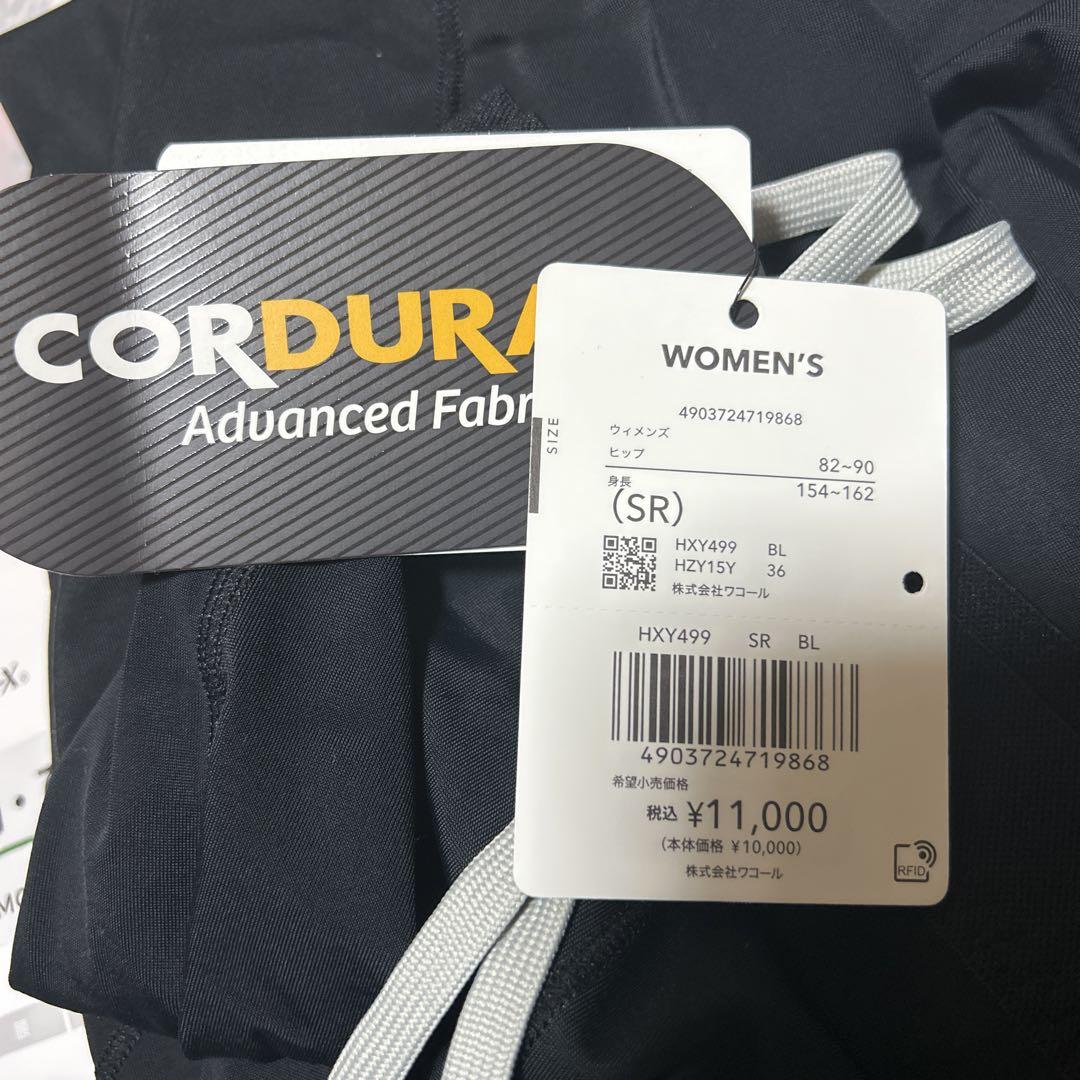 CORDURA
Advanced Fabr
WOMEN'S
4903724719868
SIZE
ウィメンズ
ヒップ
82~90
身長
154~162
(SR)
HXY499 BL
HZY15Y 36
株式会社ワコール
HXY499 SR BL
4903724719868
希望小売価格
税込 ¥11,000
(本体価格 ¥10,000)
株式会社ワコール
RFID